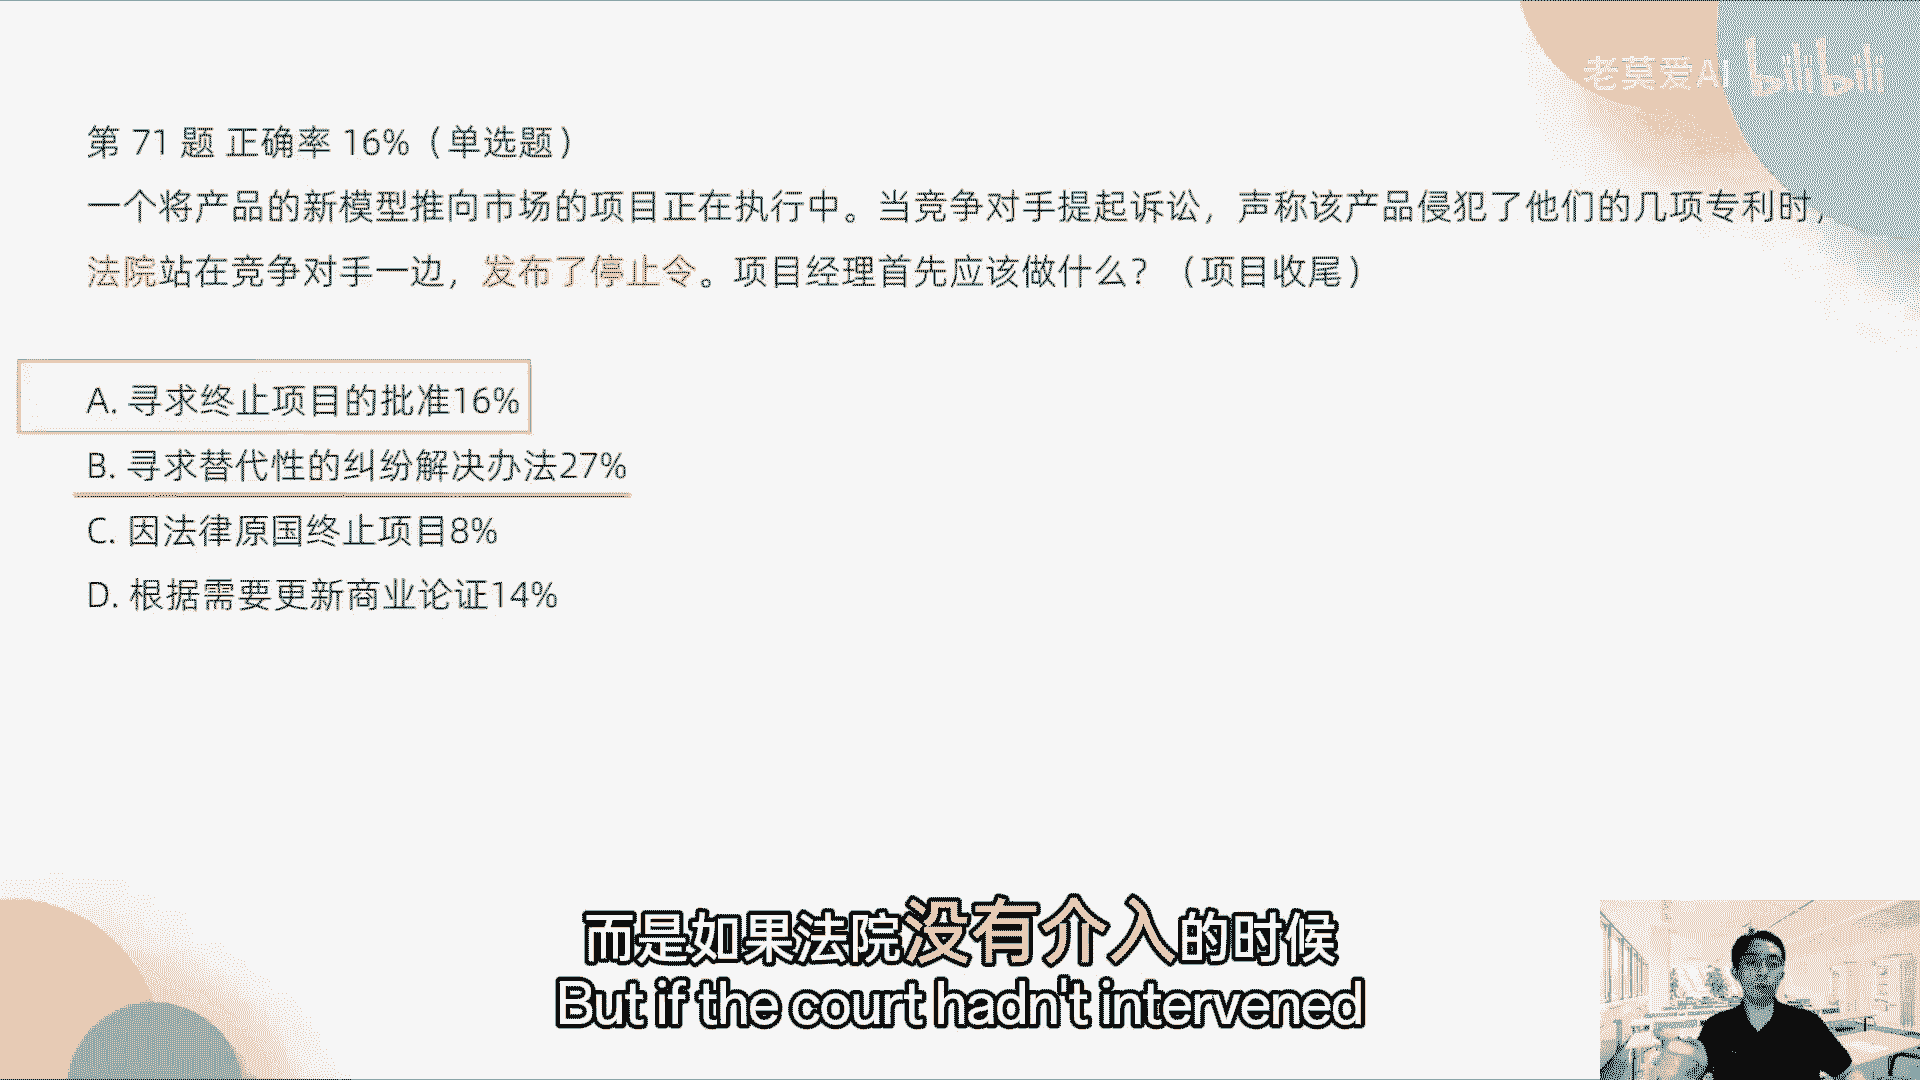 老莫爱AI bilibili
第 71 题 正确率 16%（单选题）
一个将产品的新模型推向市场的项目正在执行中。当竞争对手提起诉讼，声称该产品侵犯了他们的几项专利时，
法院站在竞争对手一边，发布了停止令。项目经理首先应该做什么？（项目收尾）
A. 寻求终止项目的批准16%
B. 寻求替代性的纠纷解决办法27%
C. 因法律原国终止项目8%
D. 根据需要更新商业论证14%
而是如果法院没有介入的时候
But if the court hadn't intervened